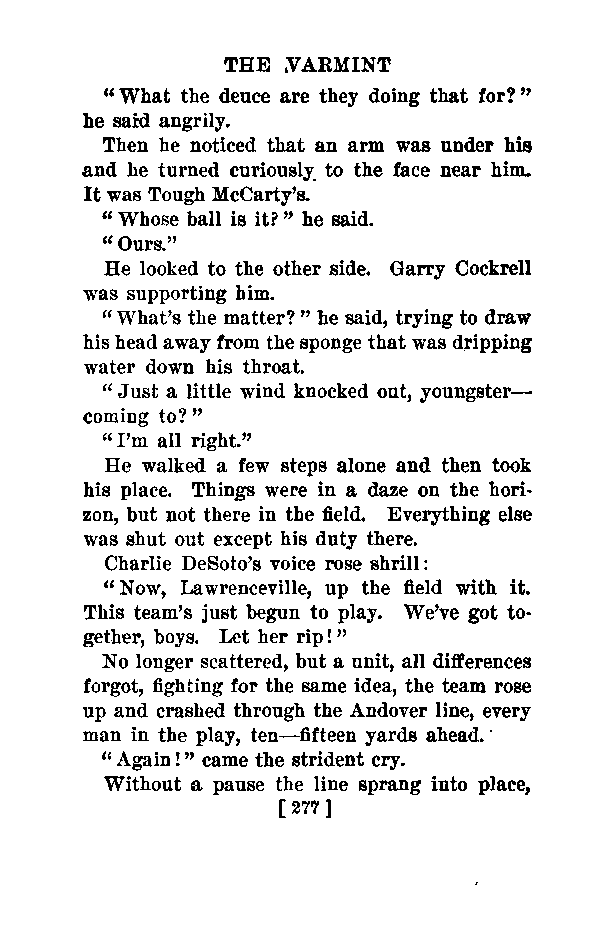 THE VARMINT
"What the deuce are they doing that for?"
he said angrily.
Then he noticed that an arm was under his
and he turned curiously to the face near him.
It was Tough McCarty's.
"Whose ball is it?" he said.
"Ours."
He looked to the other side. Garry Cockrell
was supporting him.
"What's the matter?" he said, trying to draw
his head away from the sponge that was dripping
water down his throat.
"Just a little wind knocked out, youngster—
coming to?"
"I'm all right."
He walked a few steps alone and then took
his place. Things were in a daze on the hori-
zon, but not there in the field. Everything else
was shut out except his duty there.
Charlie DeSoto's voice rose shrill:
"Now, Lawrenceville, up the field with it.
This team's just begun to play. We've got to-
gether, boys. Let her rip!"
No longer scattered, but a unit, all differences
forgot, fighting for the same idea, the team rose
up and crashed through the Andover line, every
man in the play, ten—fifteen yards ahead.
"Again!" came the strident cry.
Without a pause the line sprang into place,
[ 277 ]